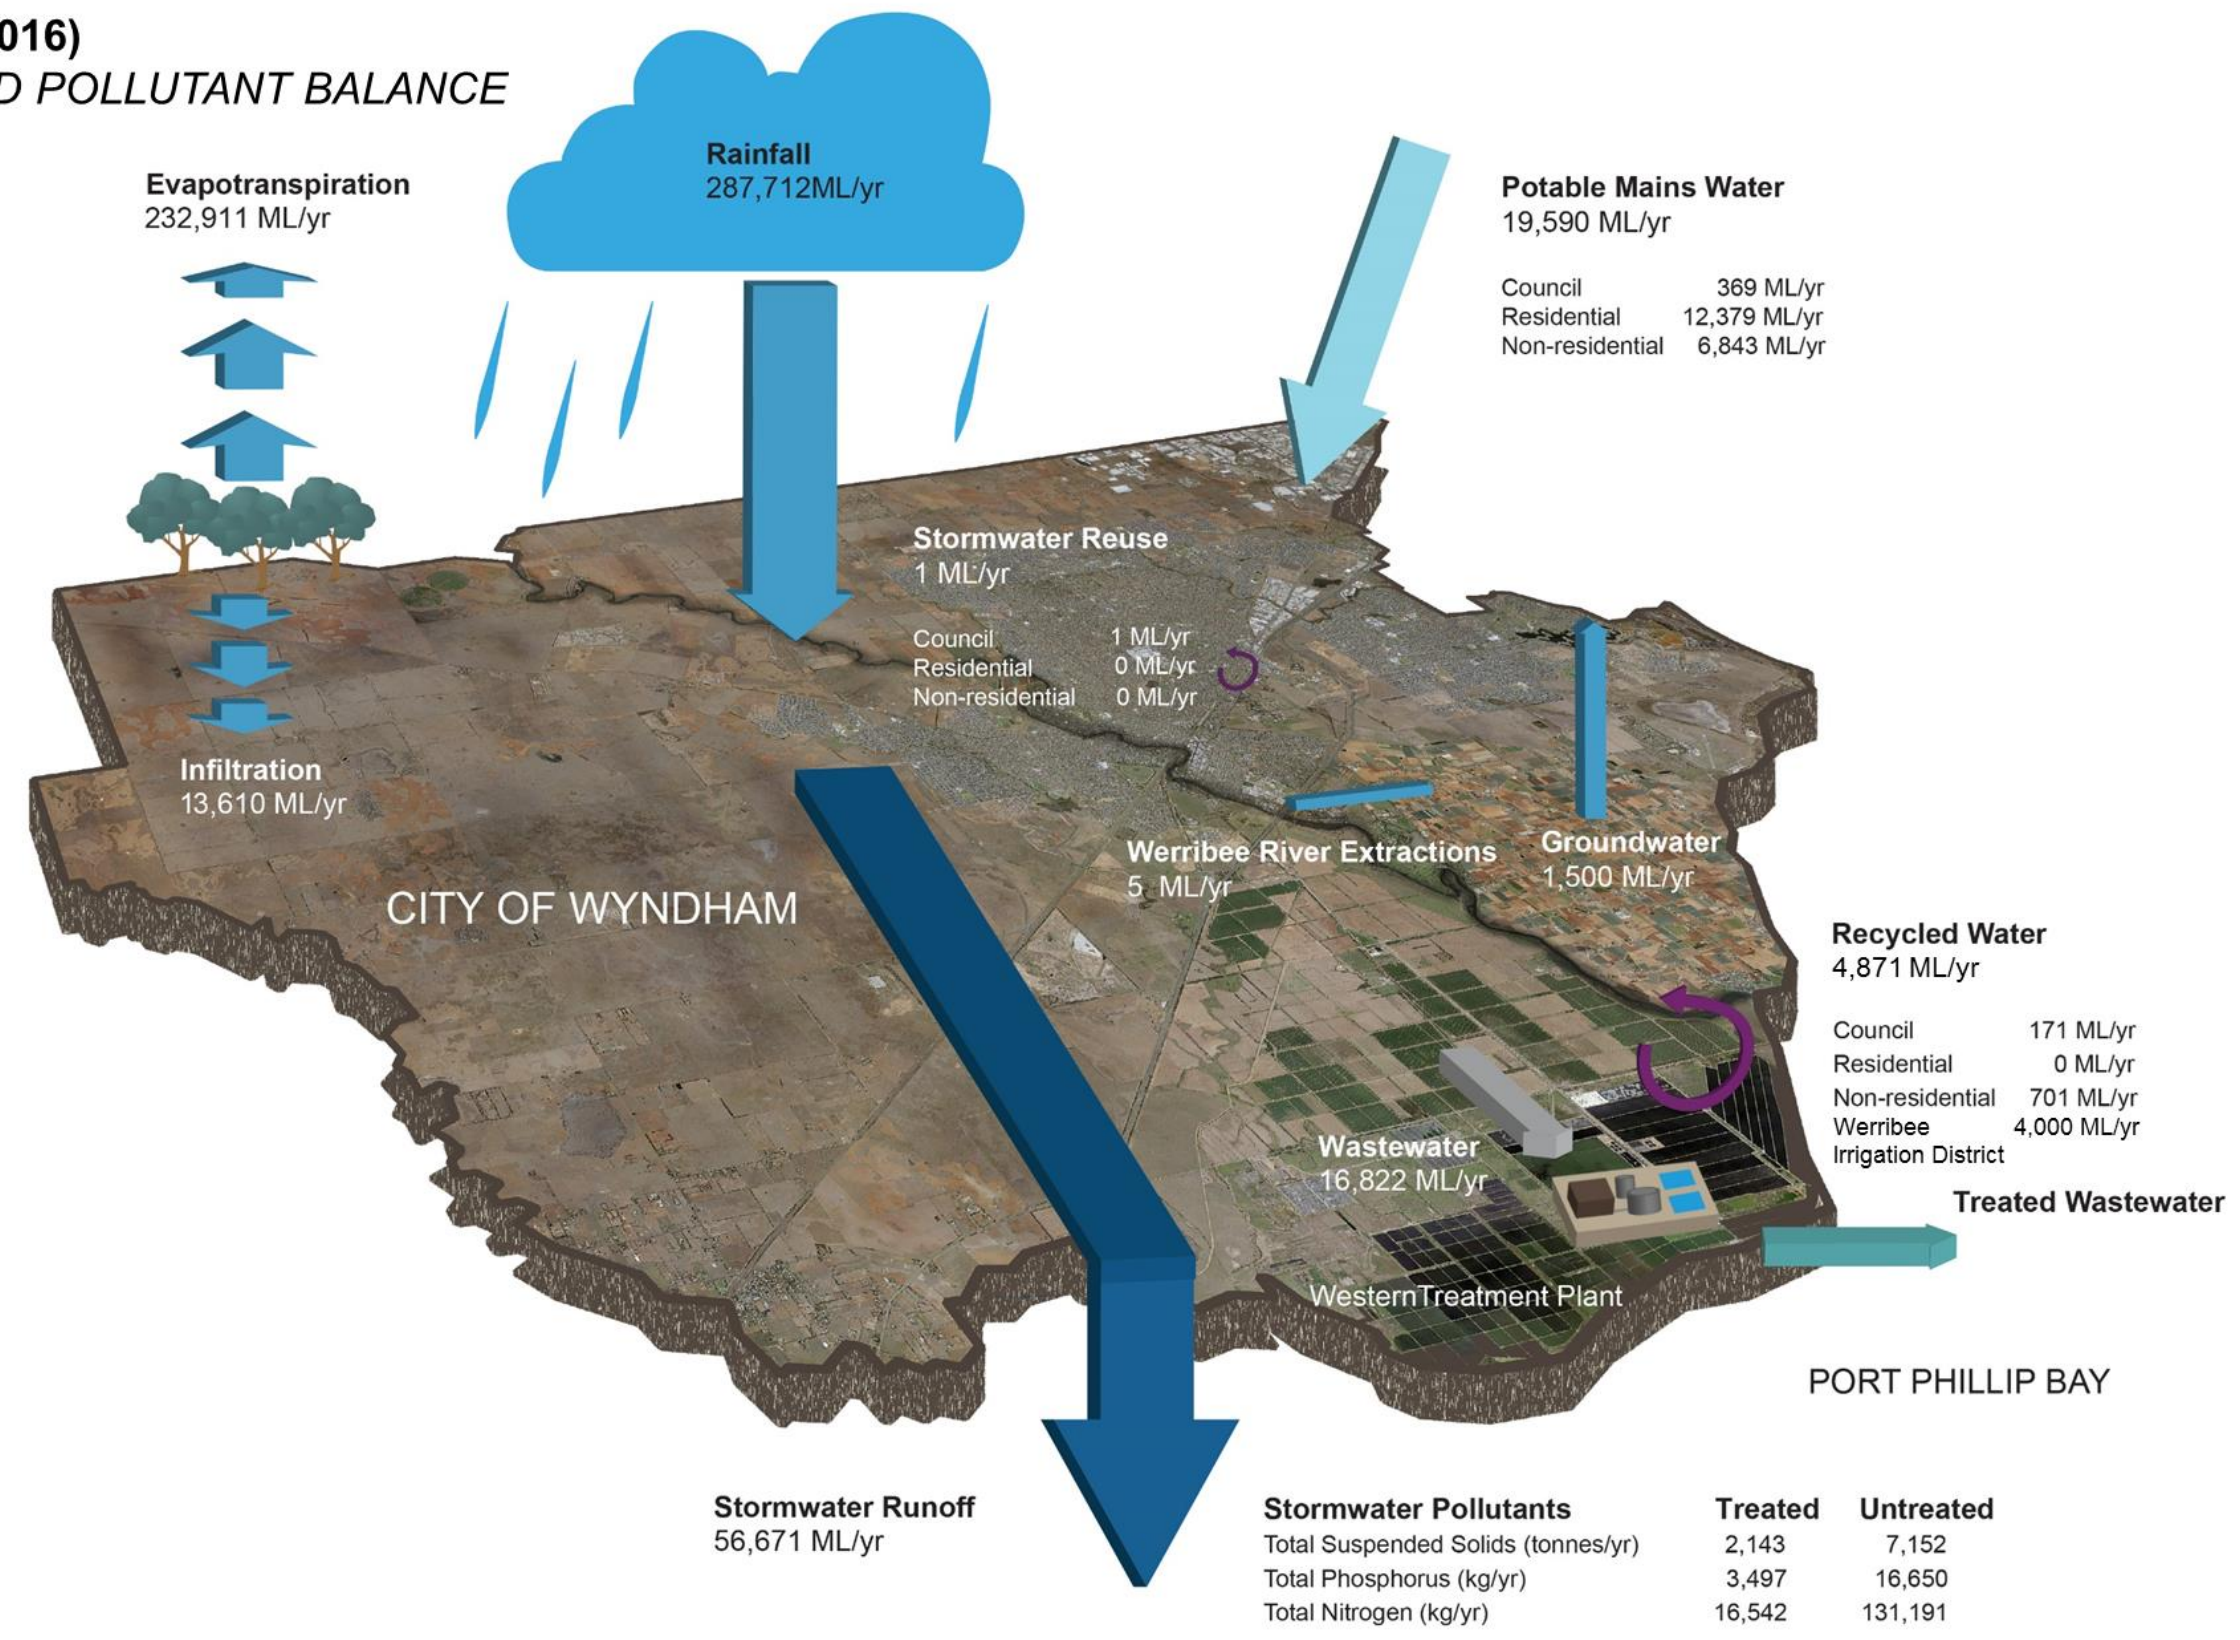 016)
D POLLUTANT BALANCE
Rainfall
287,712ML/yr
Evapotranspiration
232,911 ML/yr
Potable Mains Water
19,590 ML/yr
Council 369 ML/yr
Residential 12,379 ML/yr
Non-residential 6,843 ML/yr
Stormwater Reuse
1 ML/yr
Council 1 ML/yr
Residential 0 ML/yr
Non-residential 0 ML/yr
Infiltration
13,610 ML/yr
CITY OF WYNDHAM
Werribee River Extractions
5 ML/yr
Groundwater
1,500 ML/yr
Recycled Water
4,871 ML/yr
Council 171 ML/yr
Residential 0 ML/yr
Non-residential 701 ML/yr
Werribee 4,000 ML/yr
Irrigation District
Wastewater
16,822 ML/yr
Treated Wastewater
WesternTreatment Plant
PORT PHILLIP BAY
Stormwater Runoff
56,671 ML/yr
Stormwater Pollutants Treated Untreated
Total Suspended Solids (tonnes/yr) 2,143 7,152
Total Phosphorus (kg/yr) 3,497 16,650
Total Nitrogen (kg/yr) 16,542 131,191